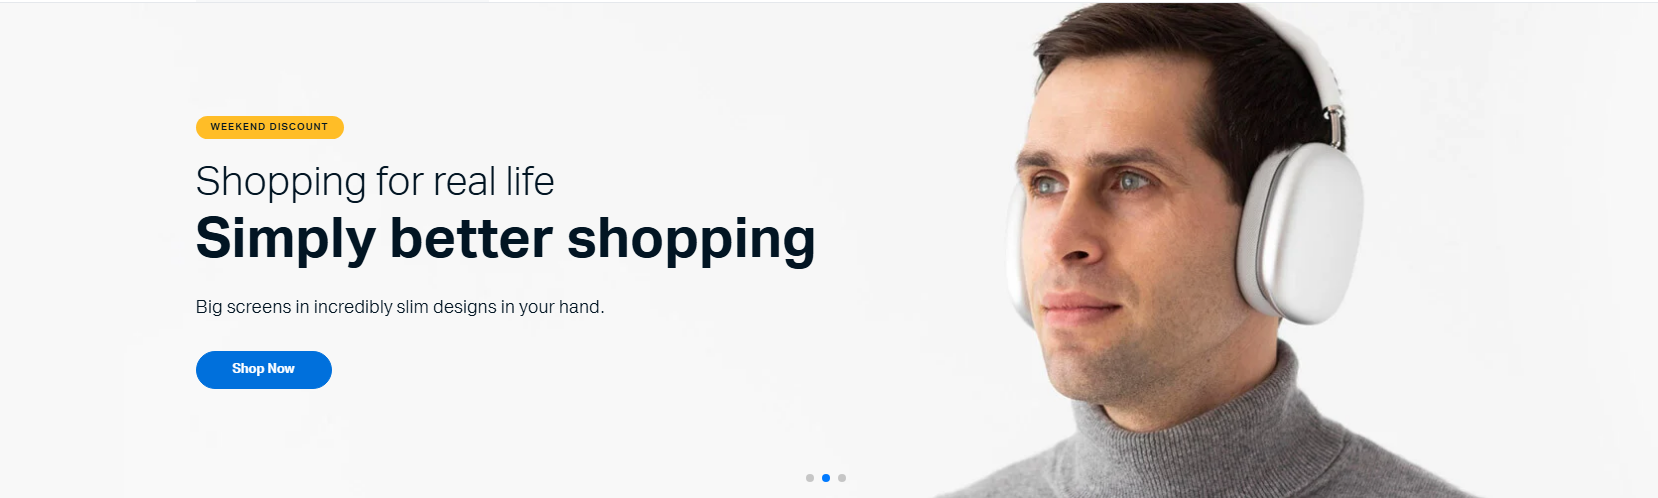 WEEKEND DISCOUNT
Shopping for real life
Simply better shopping
Big screens in incredibly slim designs in your hand.
Shop Now